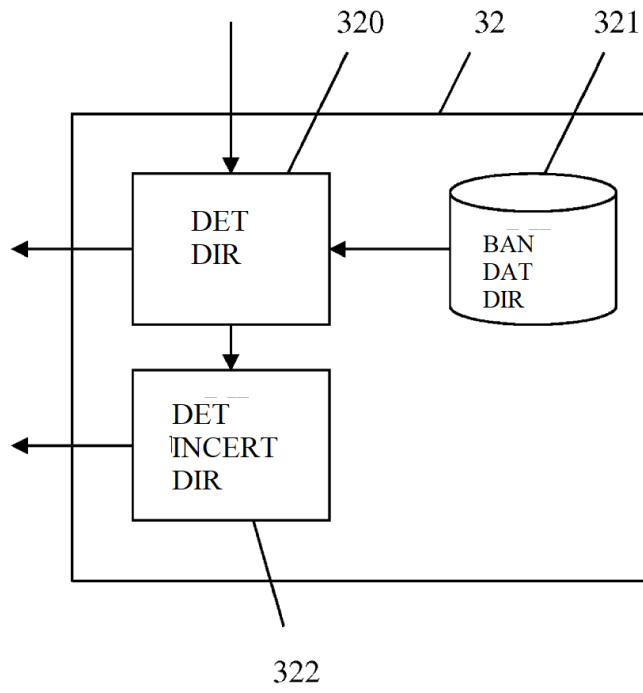 320
32
321
DET
DIR
BAN
DAT
DIR
DET
INCERT
DIR
322